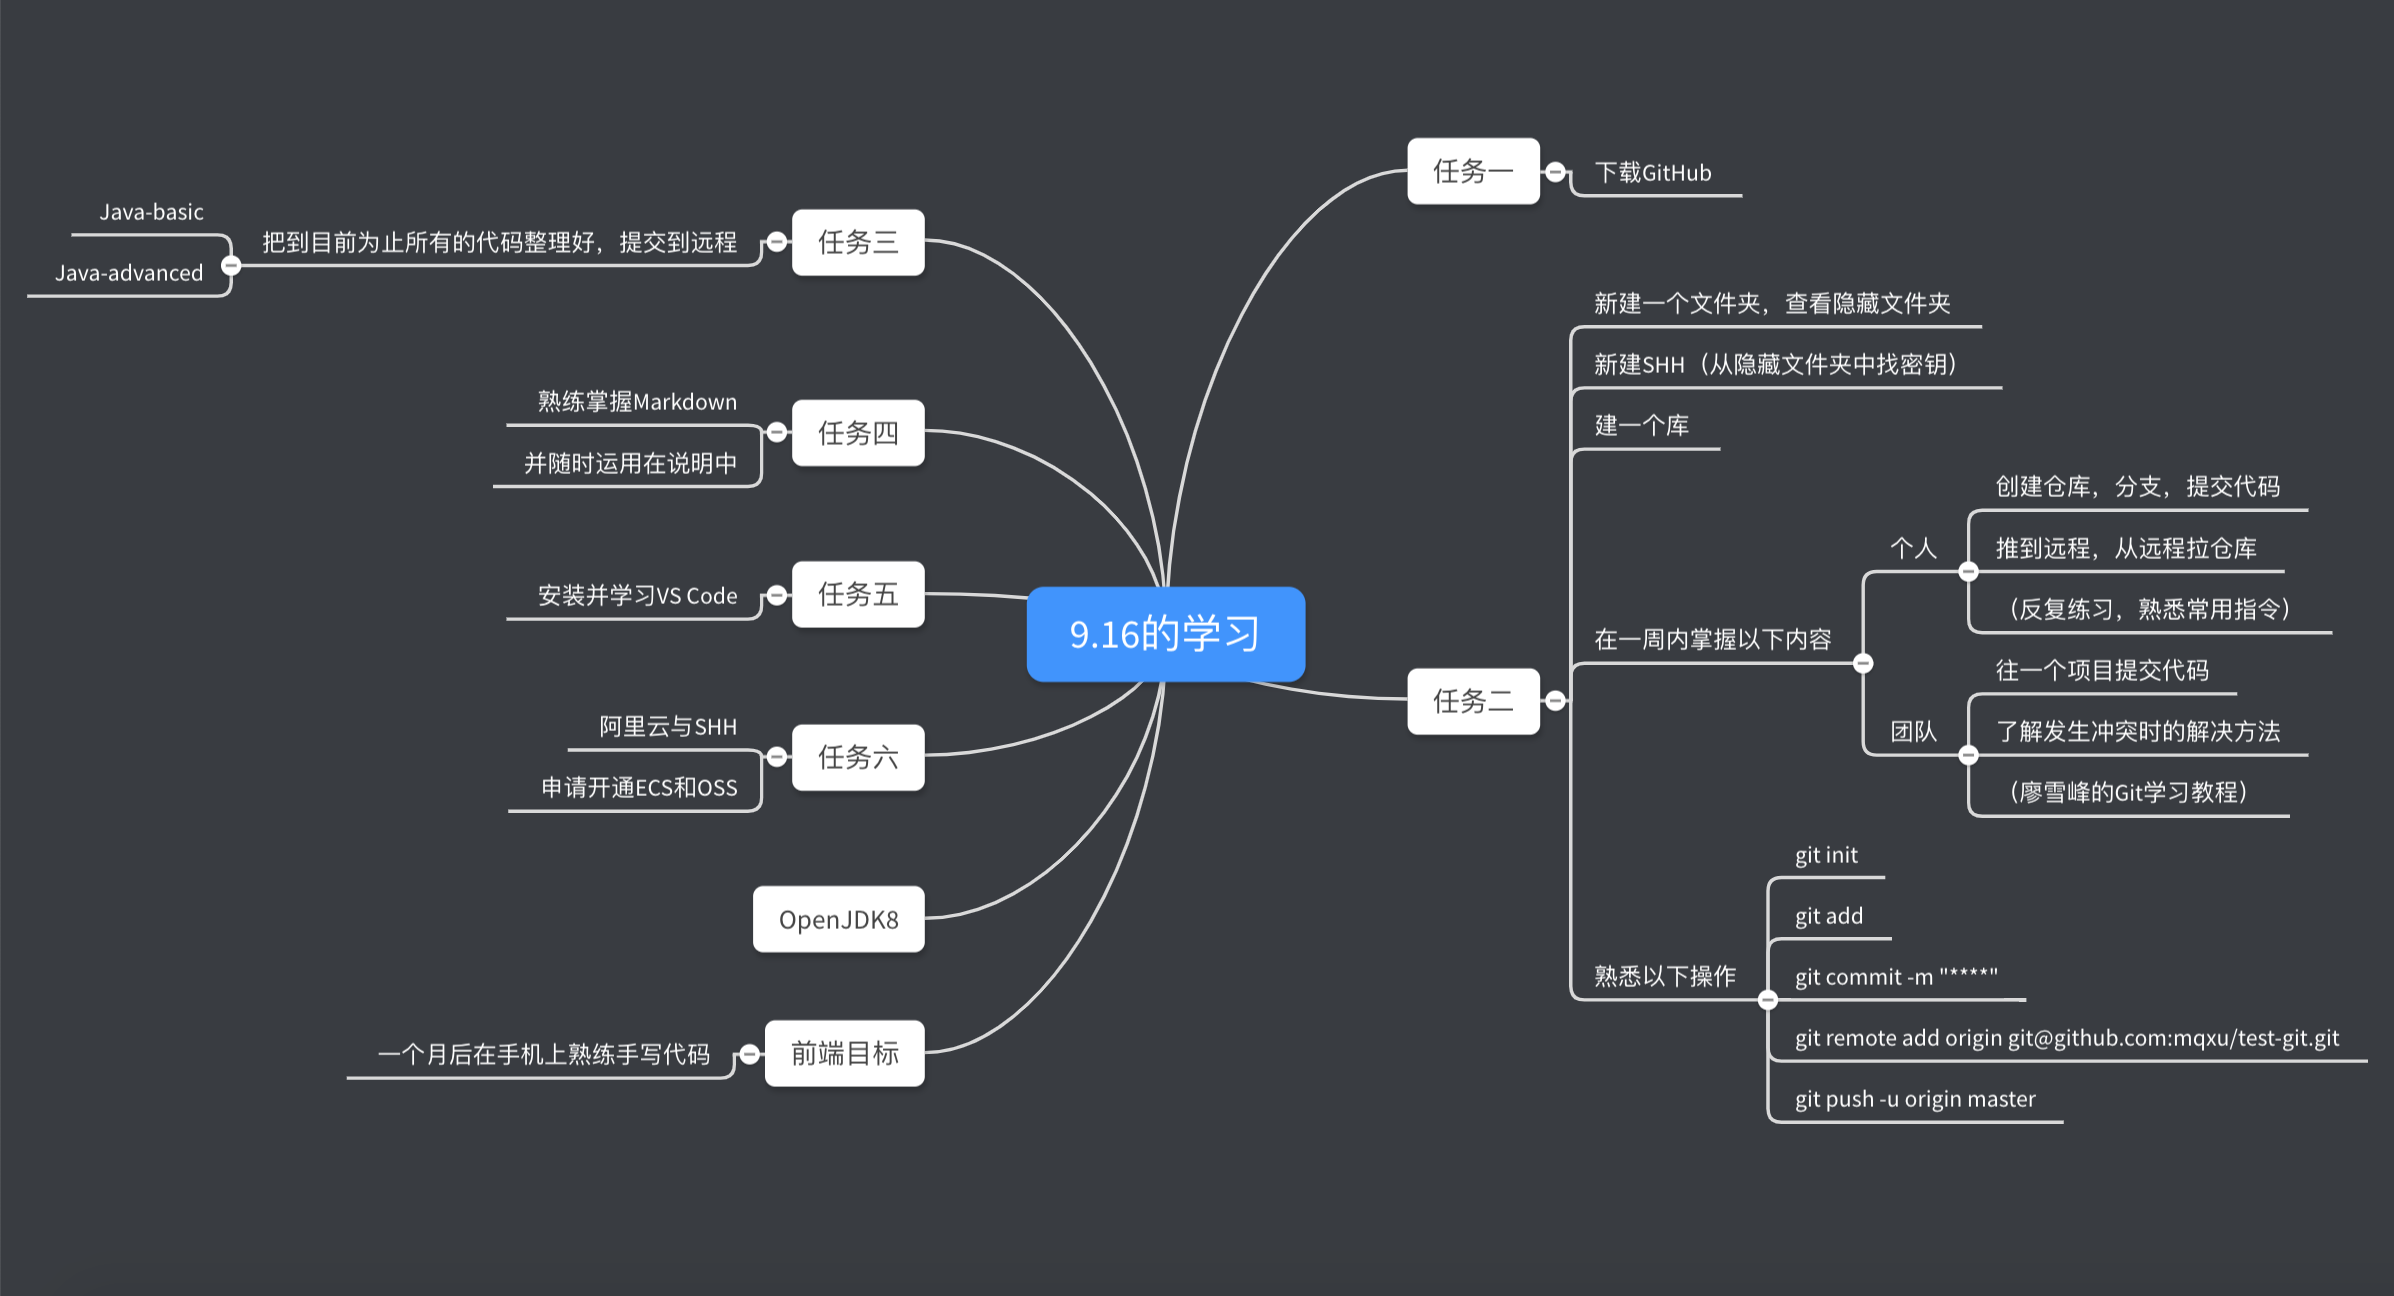 9.16的学习
任务一
下载GitHub
任务二
新建一个文件夹，查看隐藏文件夹
新建SHH（从隐藏文件夹中找密钥）
建一个库
在一周内掌握以下内容
个人
创建仓库，分支，提交代码
推到远程，从远程拉仓库
（反复练习，熟悉常用指令）
团队
往一个项目提交代码
了解发生冲突时的解决方法
（廖雪峰的Git学习教程）
熟悉以下操作
git init
git add
git commit -m "****"
git remote add origin git@github.com:mqxu/test-git.git
git push -u origin master
任务三
把到目前为止所有的代码整理好，提交到远程
Java-basic
Java-advanced
任务四
熟练掌握Markdown
并随时运用在说明中
任务五
安装并学习VS Code
任务六
阿里云与SHH
申请开通ECS和OSS
OpenJDK8
前端目标
一个月后在手机上熟练手写代码